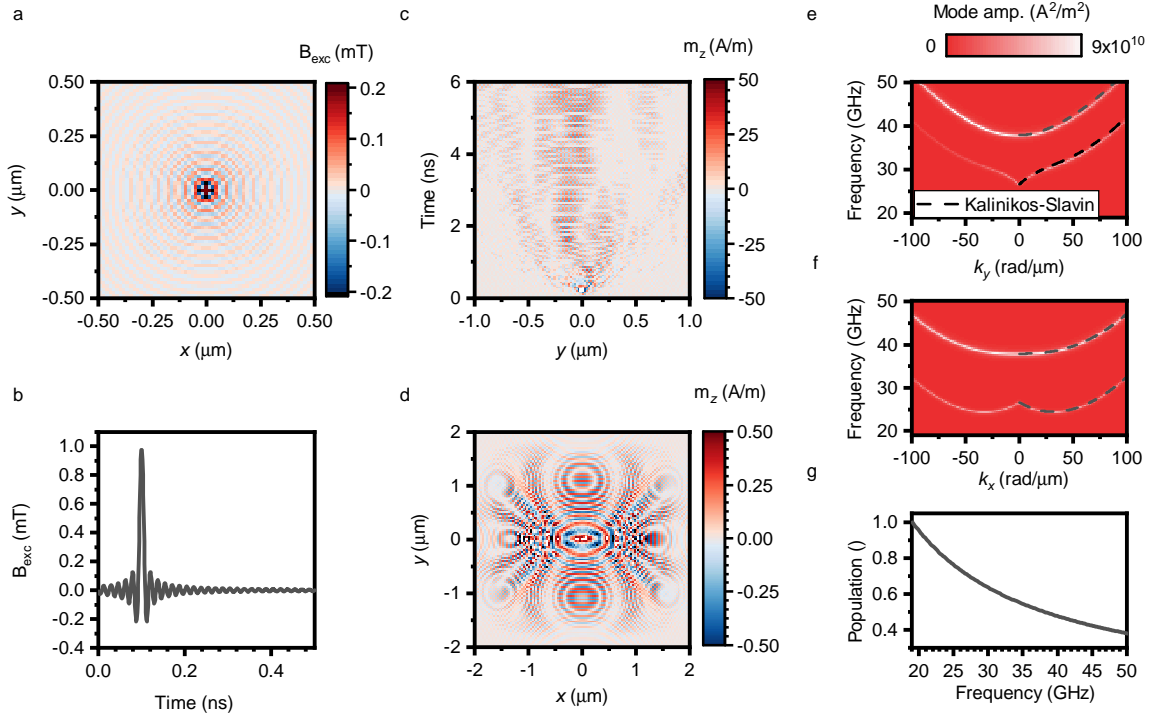 a
B_exc (mT)
0.50
0.25
0.00
-0.25
-0.50
y (μm)
-0.50 -0.25 0.00 0.25 0.50
x (μm)
0.2
0.1
0
-0.1
-0.2
b
1.0
0.8
0.6
0.4
0.2
0.0
-0.2
-0.4
B_exc (mT)
0.0 0.2 0.4
Time (ns)
c
m_z (A/m)
6
4
2
0
Time (ns)
-1.0 -0.5 0.0 0.5 1.0
y (μm)
50
25
0
-25
-50
d
m_z (A/m)
2
1
0
-1
-2
y (μm)
-2 -1 0 1 2
x (μm)
0.50
0.25
0.00
-0.25
-0.50
e
Mode amp. (A²/m²)
0 9x10¹⁰
50
40
30
20
Frequency (GHz)
Kalinikos-Slavin
-100 -50 0 50 100
k_y (rad/μm)
f
50
40
30
20
Frequency (GHz)
-100 -50 0 50 100
k_x (rad/μm)
g
1.0
0.8
0.6
0.4
Population ()
20 25 30 35 40 45 50
Frequency (GHz)